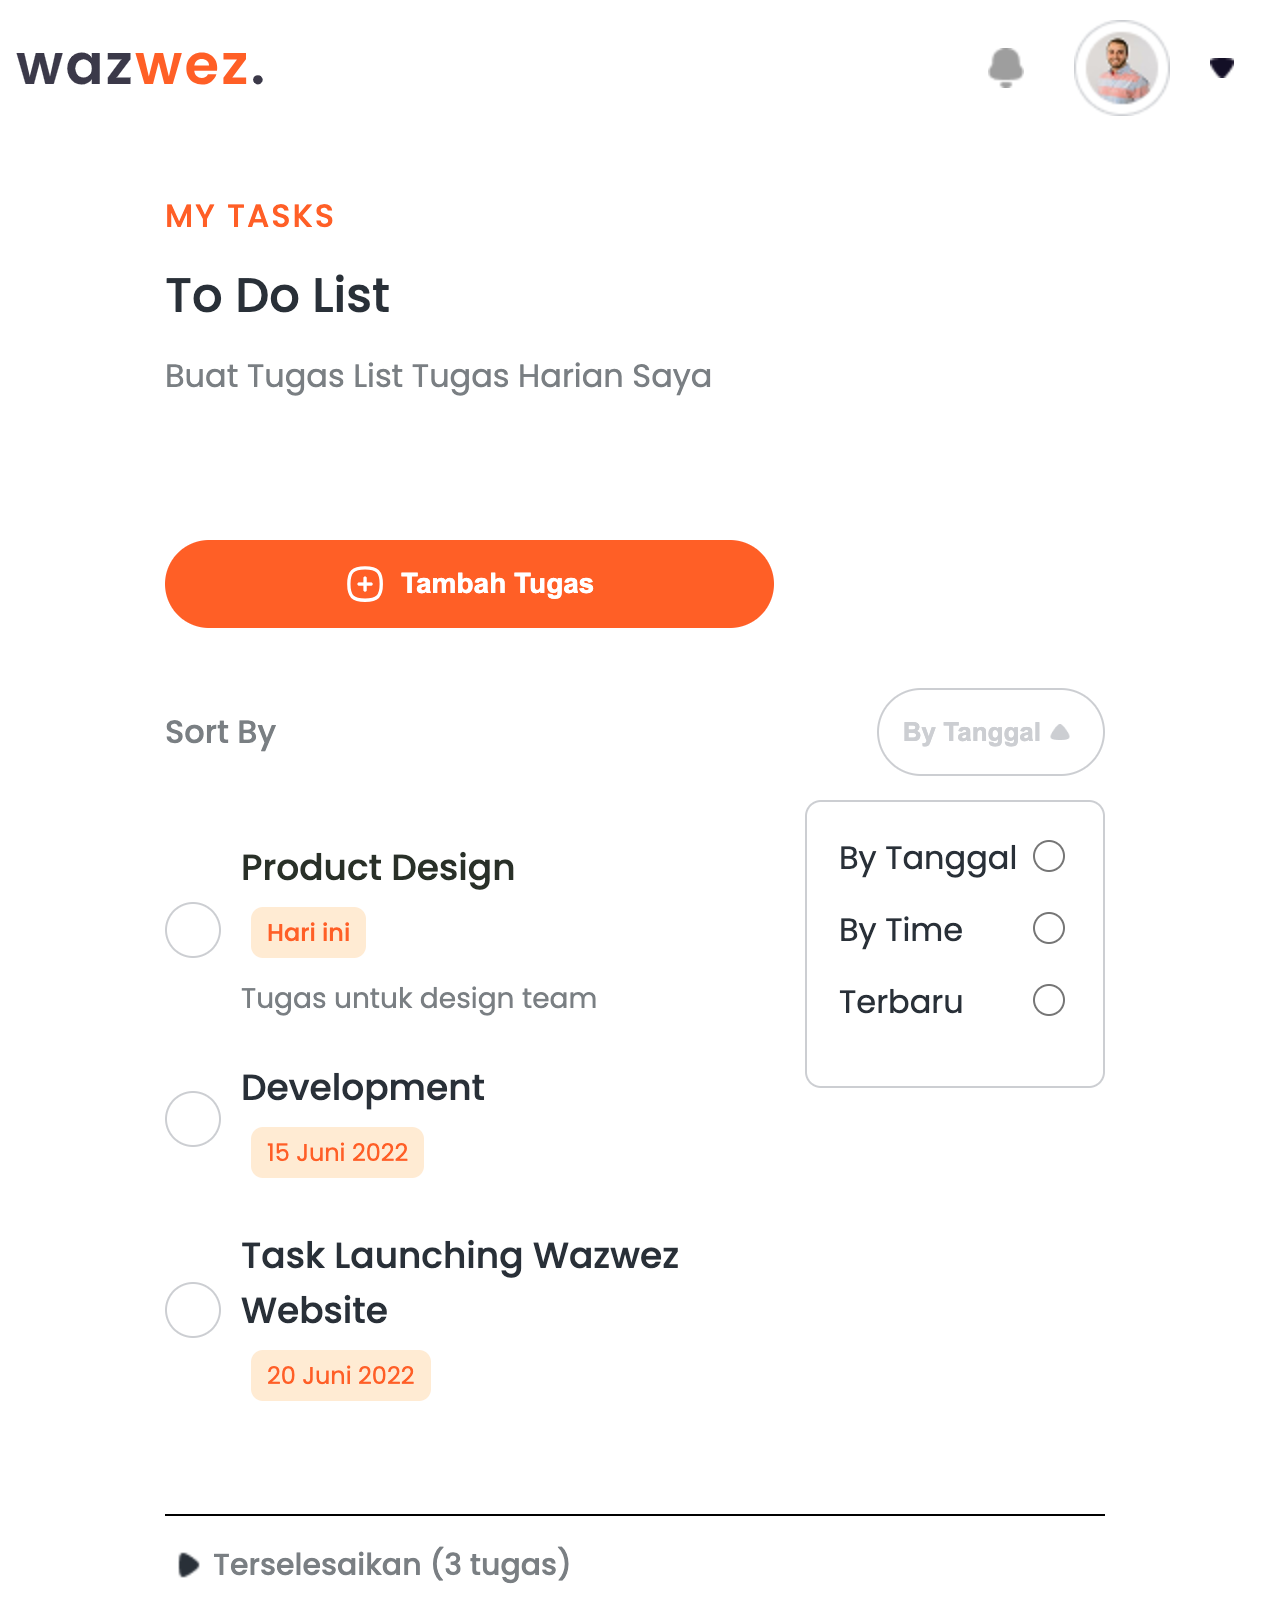 wazwez.
MY TASKS
To Do List
Buat Tugas List Tugas Harian Saya
Tambah Tugas
Sort By
By Tanggal
By Tanggal
By Time
Terbaru
Product Design
Hari ini
Tugas untuk design team
Development
15 Juni 2022
Task Launching Wazwez
Website
20 Juni 2022
Terselesaikan (3 tugas)